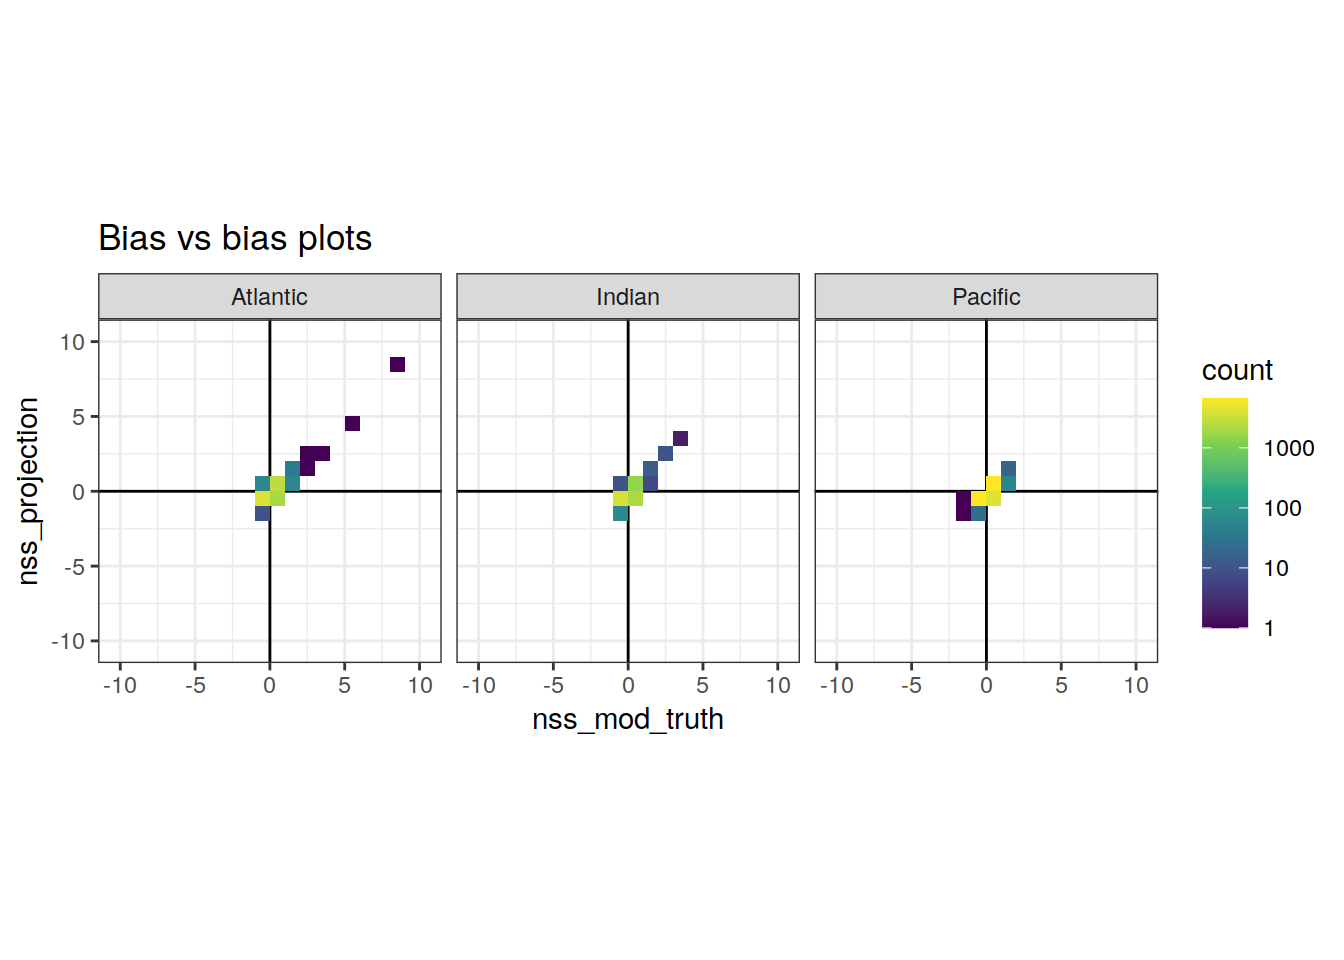 Bias vs bias plots
Atlantic Indian Pacific
nss_projection
10
5
0
-5
-10
-10 -5 0 5 10 -10 -5 0 5 10 -10 -5 0 5 10
nss_mod_truth
count
1000
100
10
1